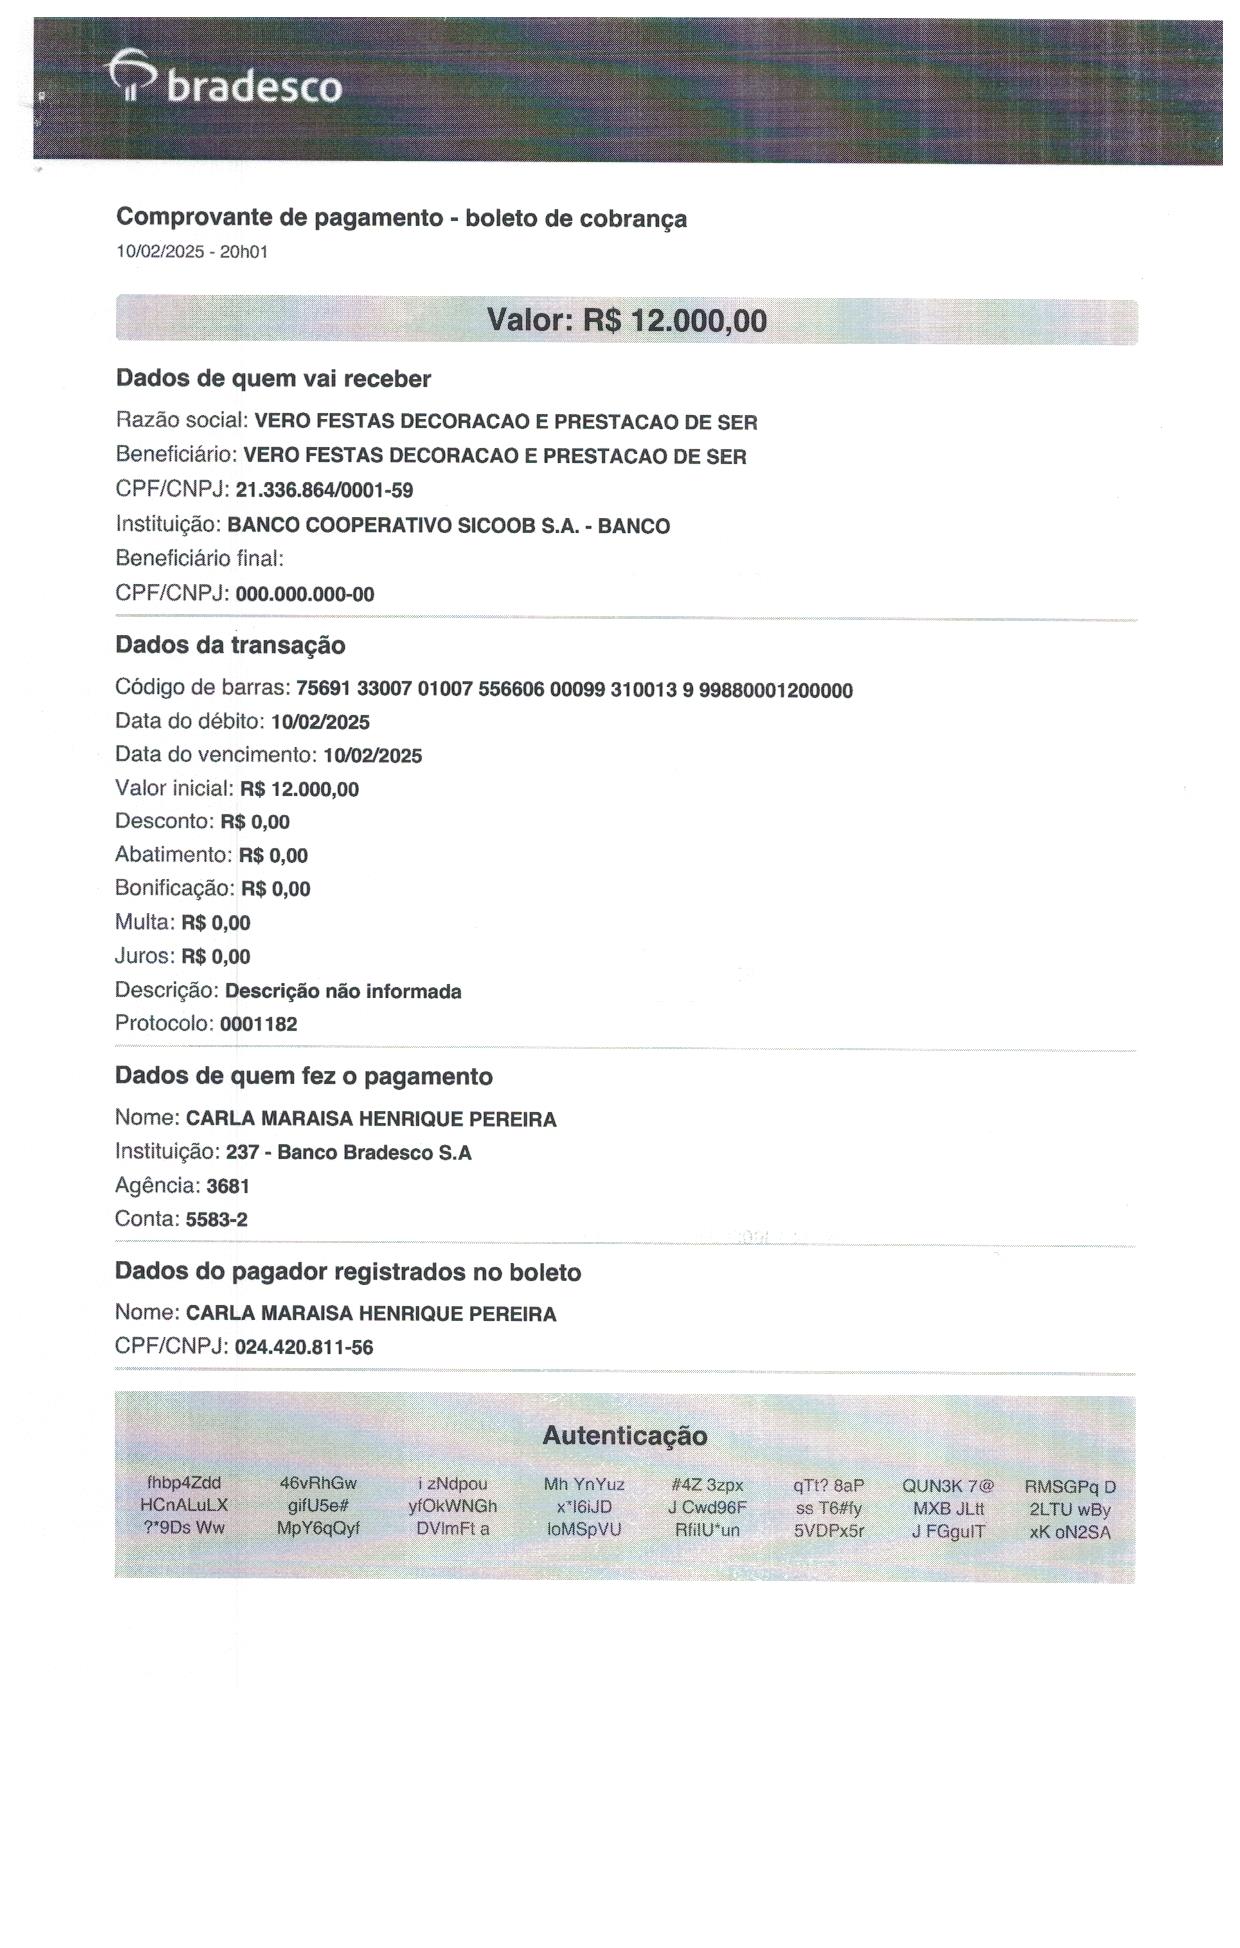 bradesco
Comprovante de pagamento - boleto de cobrança
10/02/2025 - 20h01
Valor: R$ 12.000,00
Dados de quem vai receber
Razão social: VERO FESTAS DECORACAO E PRESTACAO DE SER
Beneficiário: VERO FESTAS DECORACAO E PRESTACAO DE SER
CPF/CNPJ: 21.336.864/0001-59
Instituição: BANCO COOPERATIVO SICOOB S.A. - BANCO
Beneficiário final:
CPF/CNPJ: 000.000.000-00
Dados da transação
Código de barras: 75691 33007 01007 556606 00099 310013 9 99880001200000
Data do débito: 10/02/2025
Data do vencimento: 10/02/2025
Valor inicial: R$ 12.000,00
Desconto: R$ 0,00
Abatimento: R$ 0,00
Bonificação: R$ 0,00
Multa: R$ 0,00
Juros: R$ 0,00
Descrição: Descrição não informada
Protocolo: 0001182
Dados de quem fez o pagamento
Nome: CARLA MARAISA HENRIQUE PEREIRA
Instituição: 237 - Banco Bradesco S.A
Agência: 3681
Conta: 5583-2
Dados do pagador registrados no boleto
Nome: CARLA MARAISA HENRIQUE PEREIRA
CPF/CNPJ: 024.420.811-56
Autenticação
fhbp4Zdd 46vRhGw i zNdpou Mh YnYuz #4Z 3zpx qTt? 8aP QUN3K 7@ RMSGPq D
HCnALuLX gifU5e# yfOkWNGh x*I6iJD J Cwd96F ss T6#fy MXB JLtt 2LTU wBy
?*9Ds Ww MpY6qQyf DVImFt a IoMSpVU RfiIU*un 5VDPx5r J FGguIT xK oN2SA